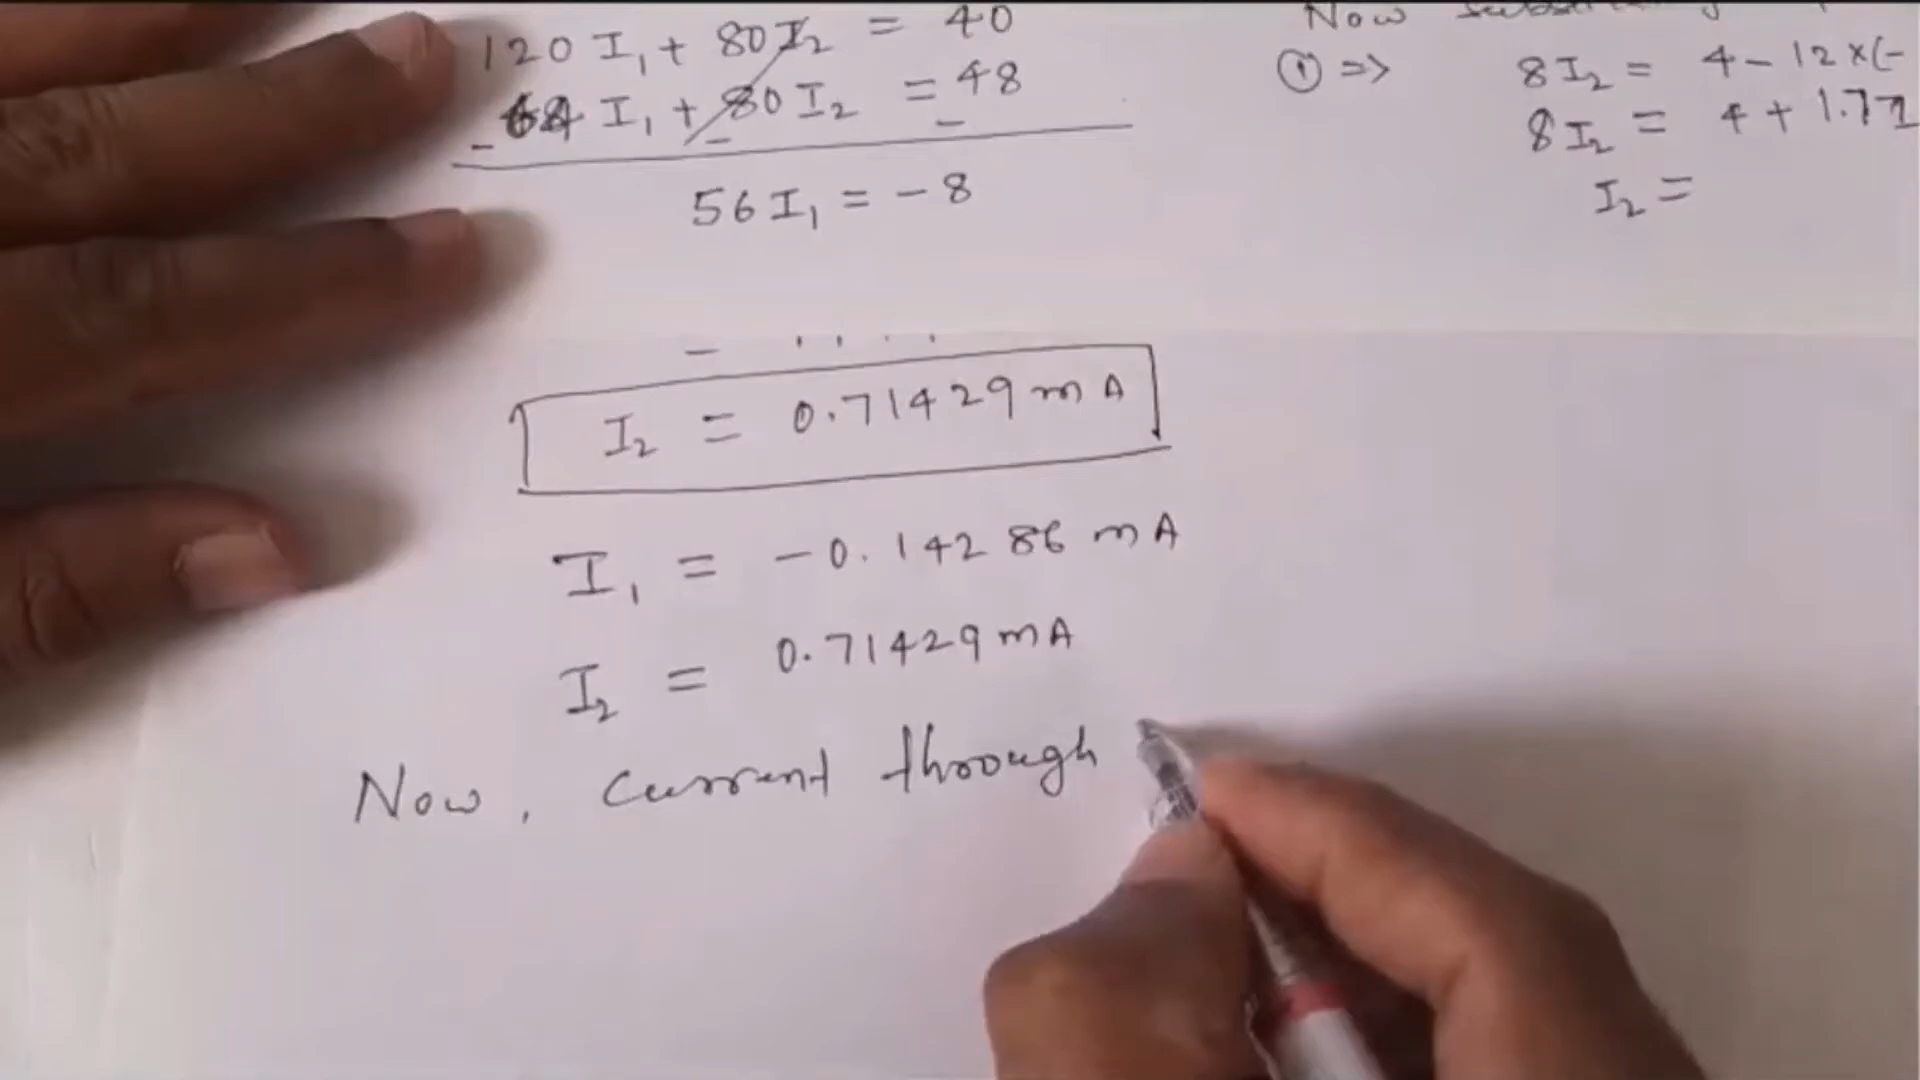 120 I₁ + 80 I₂ = 40
- 64 I₁ + 80 I₂ = 48
- -
56 I₁ = - 8
Now
① => 8 I₂ = 4 - 12 × (-
8 I₂ = 4 + 1.71
I₂ =
I₂ = 0.71429 mA
I₁ = - 0.14286 mA
I₂ = 0.71429 mA
Now, current through